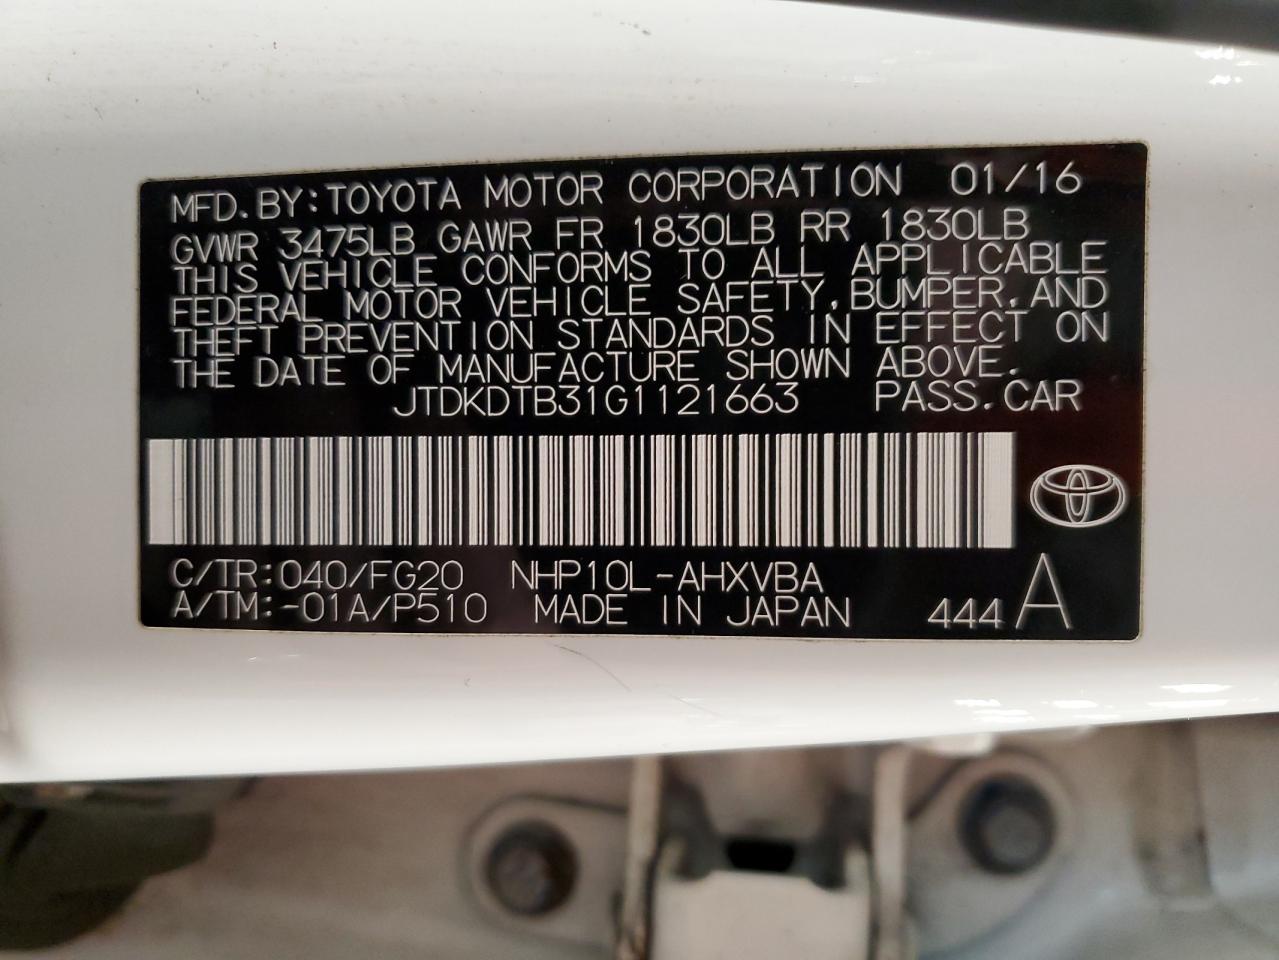 MFD.BY:TOYOTA MOTOR CORPORATION 01/16
GVWR 3475LB GAWR FR 1830LB RR 1830LB
THIS VEHICLE CONFORMS TO ALL APPLICABLE
FEDERAL MOTOR VEHICLE SAFETY,BUMPER,AND
THEFT PREVENTION STANDARDS IN EFFECT ON
THE DATE OF MANUFACTURE SHOWN ABOVE.
JTDKDTB31G1121663 PASS.CAR
C/TR:040/FG20 NHP10L-AHXVBA
A/TM:-01A/P510 MADE IN JAPAN 444 A